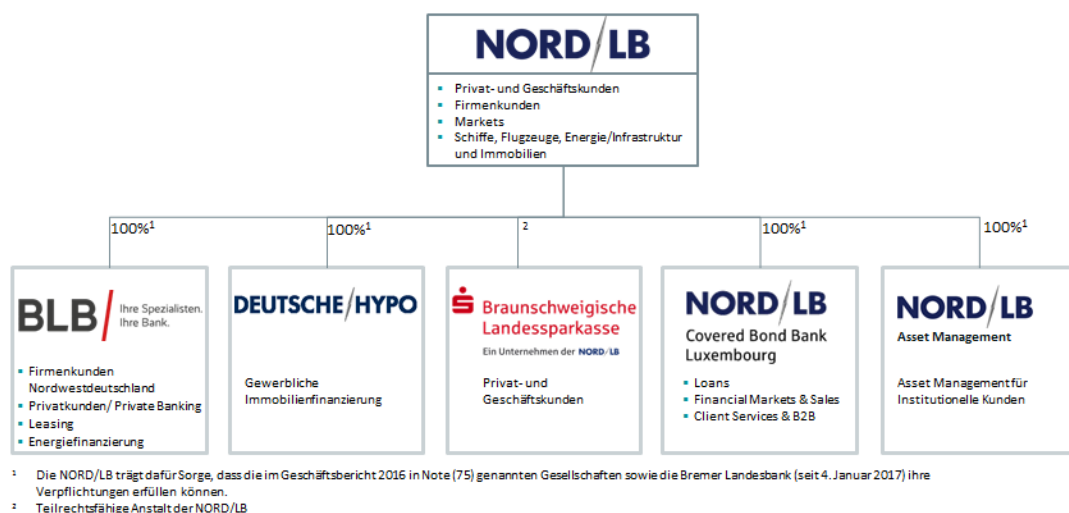 NORD/LB
Privat- und Geschäftskunden
Firmenkunden
Markets
Schiffe, Flugzeuge, Energie/Infrastruktur
und Immobilien
100%¹
100%¹
²
100%¹
100%¹
BLB/
Ihre Spezialisten.
Ihre Bank.
Firmenkunden
Nordwestdeutschland
Privatkunden/ Private Banking
Leasing
Energiefinanzierung
DEUTSCHE/HYPO
Gewerbliche
Immobilienfinanzierung
Braunschweigische
Landessparkasse
Ein Unternehmen der NORD/LB
Privat- und
Geschäftskunden
NORD/LB
Covered Bond Bank
Luxembourg
Loans
Financial Markets & Sales
Client Services & B2B
NORD/LB
Asset Management
Asset Management für
Institutionelle Kunden
¹ Die NORD/LB trägt dafür Sorge, dass die im Geschäftsbericht 2016 in Note (75) genannten Gesellschaften sowie die Bremer Landesbank (seit 4. Januar 2017) ihre
Verpflichtungen erfüllen können.
² Teilrechtsfähige Anstalt der NORD/LB